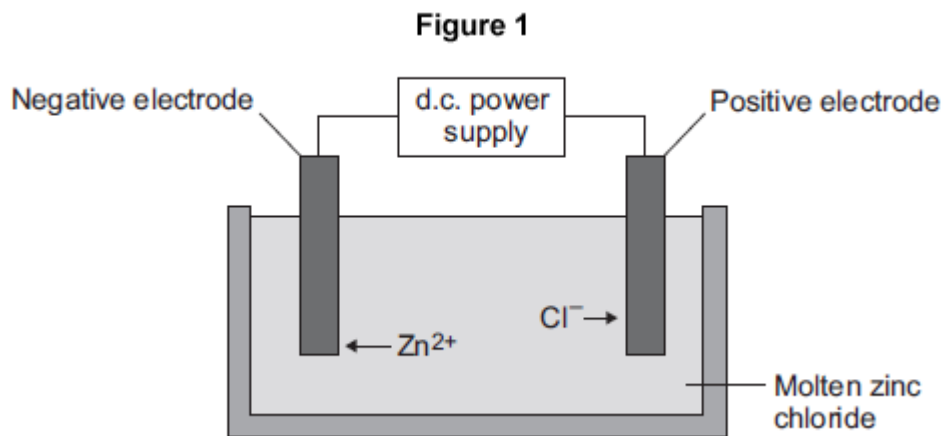 Figure 1
Negative electrode
d.c. power
supply
Positive electrode
Cl⁻
Zn²⁺
Molten zinc
chloride